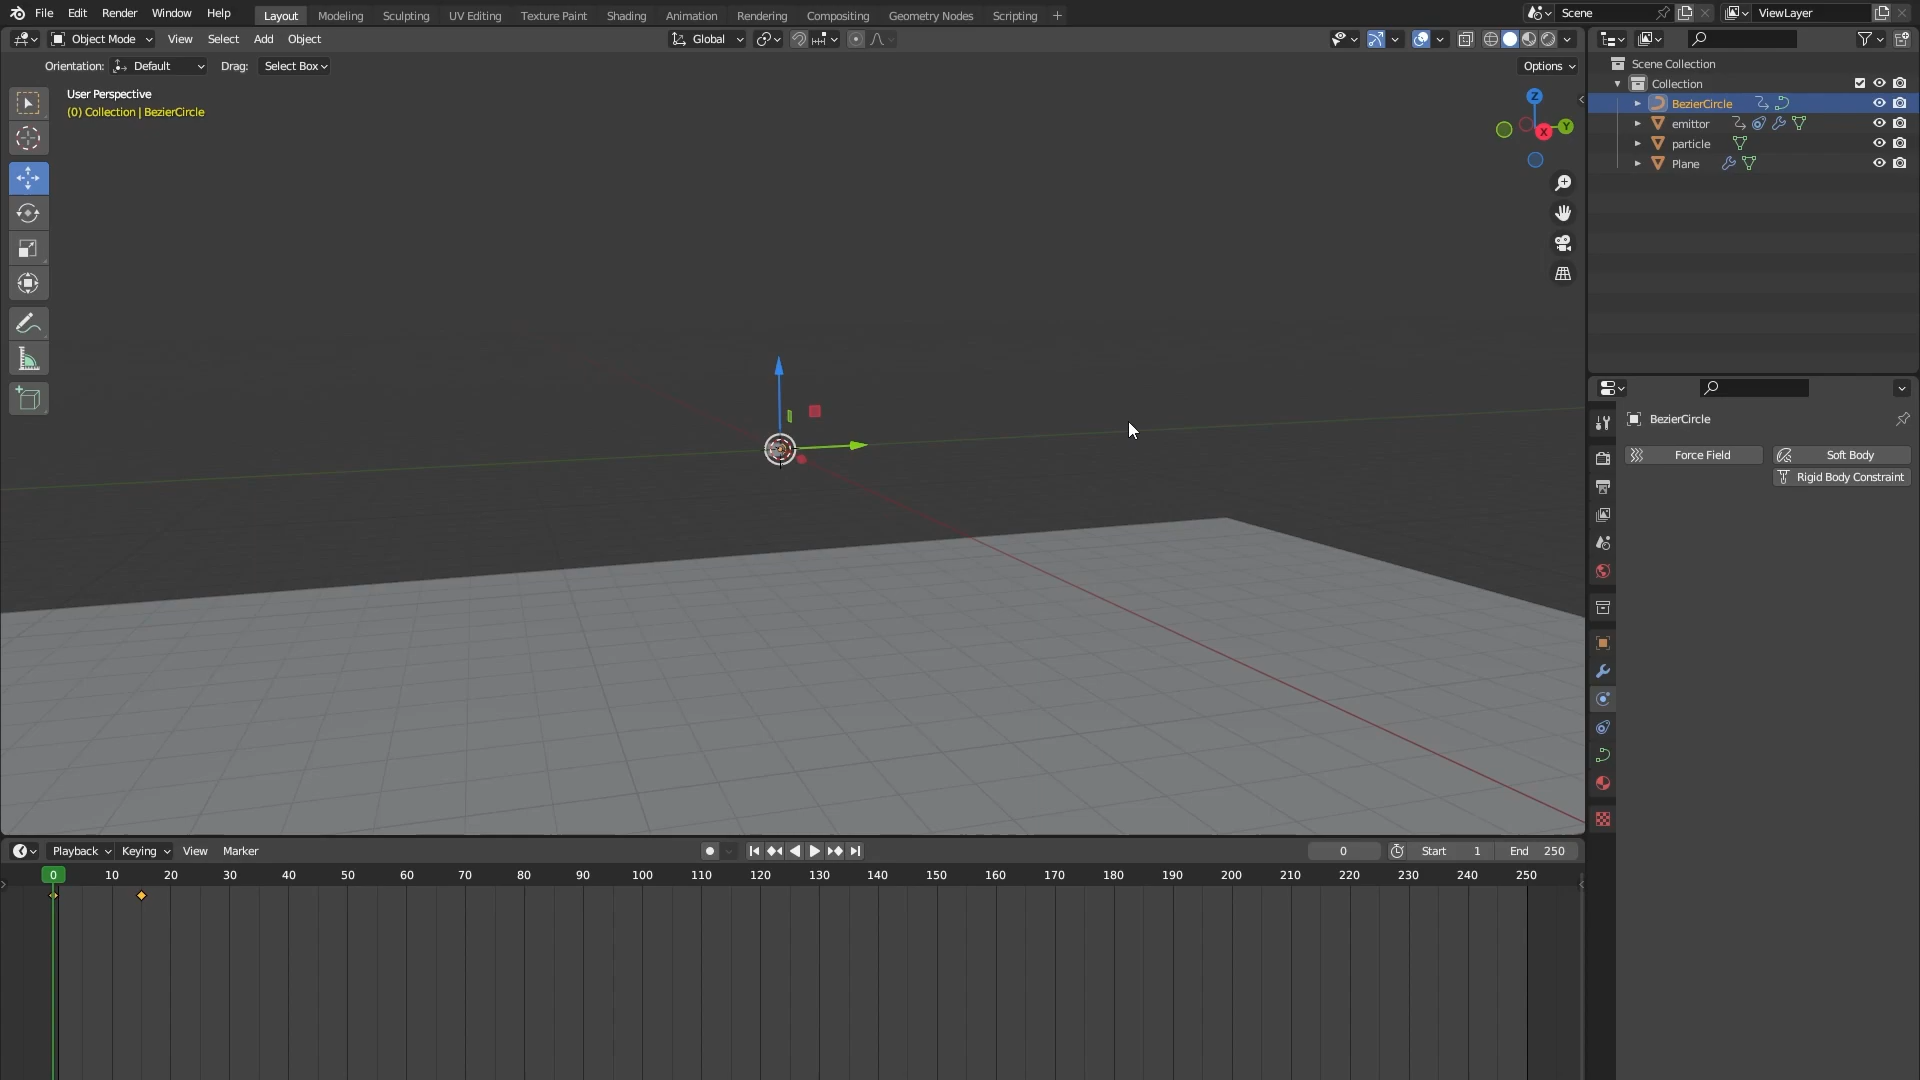 File Edit Render Window Help Layout Modeling Sculpting UV Editing Texture Paint Shading Animation Rendering Compositing Geometry Nodes Scripting + Scene ViewLayer
Object Mode View Select Add Object Global
Orientation: Default Drag: Select Box Options
User Perspective
(0) Collection | BezierCircle
Z
Y
X
Scene Collection
Collection
BezierCircle
emittor
particle
Plane
BezierCircle
Force Field Soft Body
Rigid Body Constraint
Playback Keying View Marker 0 Start 1 End 250
0 10 20 30 40 50 60 70 80 90 100 110 120 130 140 150 160 170 180 190 200 210 220 230 240 250